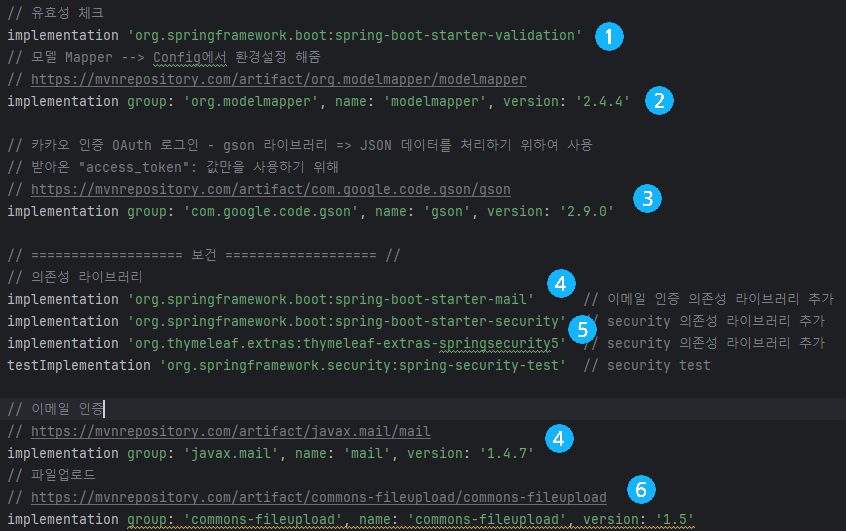 // 유효성 체크
implementation 'org.springframework.boot:spring-boot-starter-validation' 1
// 모델 Mapper --> Config에서 환경설정 해줌
// https://mvnrepository.com/artifact/org.modelmapper/modelmapper
implementation group: 'org.modelmapper', name: 'modelmapper', version: '2.4.4' 2
// 카카오 인증 OAuth 로그인 - gson 라이브러리 => JSON 데이터를 처리하기 위하여 사용
// 받아온 "access_token": 값만을 사용하기 위해
// https://mvnrepository.com/artifact/com.google.code.gson/gson
implementation group: 'com.google.code.gson', name: 'gson', version: '2.9.0' 3
// =================== 보건 =================== //
// 의존성 라이브러리
implementation 'org.springframework.boot:spring-boot-starter-mail' 4 // 이메일 인증 의존성 라이브러리 추가
implementation 'org.springframework.boot:spring-boot-starter-security' // security 의존성 라이브러리 추가
implementation 'org.thymeleaf.extras:thymeleaf-extras-springsecurity5' 5 // security 의존성 라이브러리 추가
testImplementation 'org.springframework.security:spring-security-test' // security test
// 이메일 인증
// https://mvnrepository.com/artifact/javax.mail/mail
implementation group: 'javax.mail', name: 'mail', version: '1.4.7' 4
// 파일업로드
// https://mvnrepository.com/artifact/commons-fileupload/commons-fileupload 6
implementation group: 'commons-fileupload', name: 'commons-fileupload', version: '1.5'